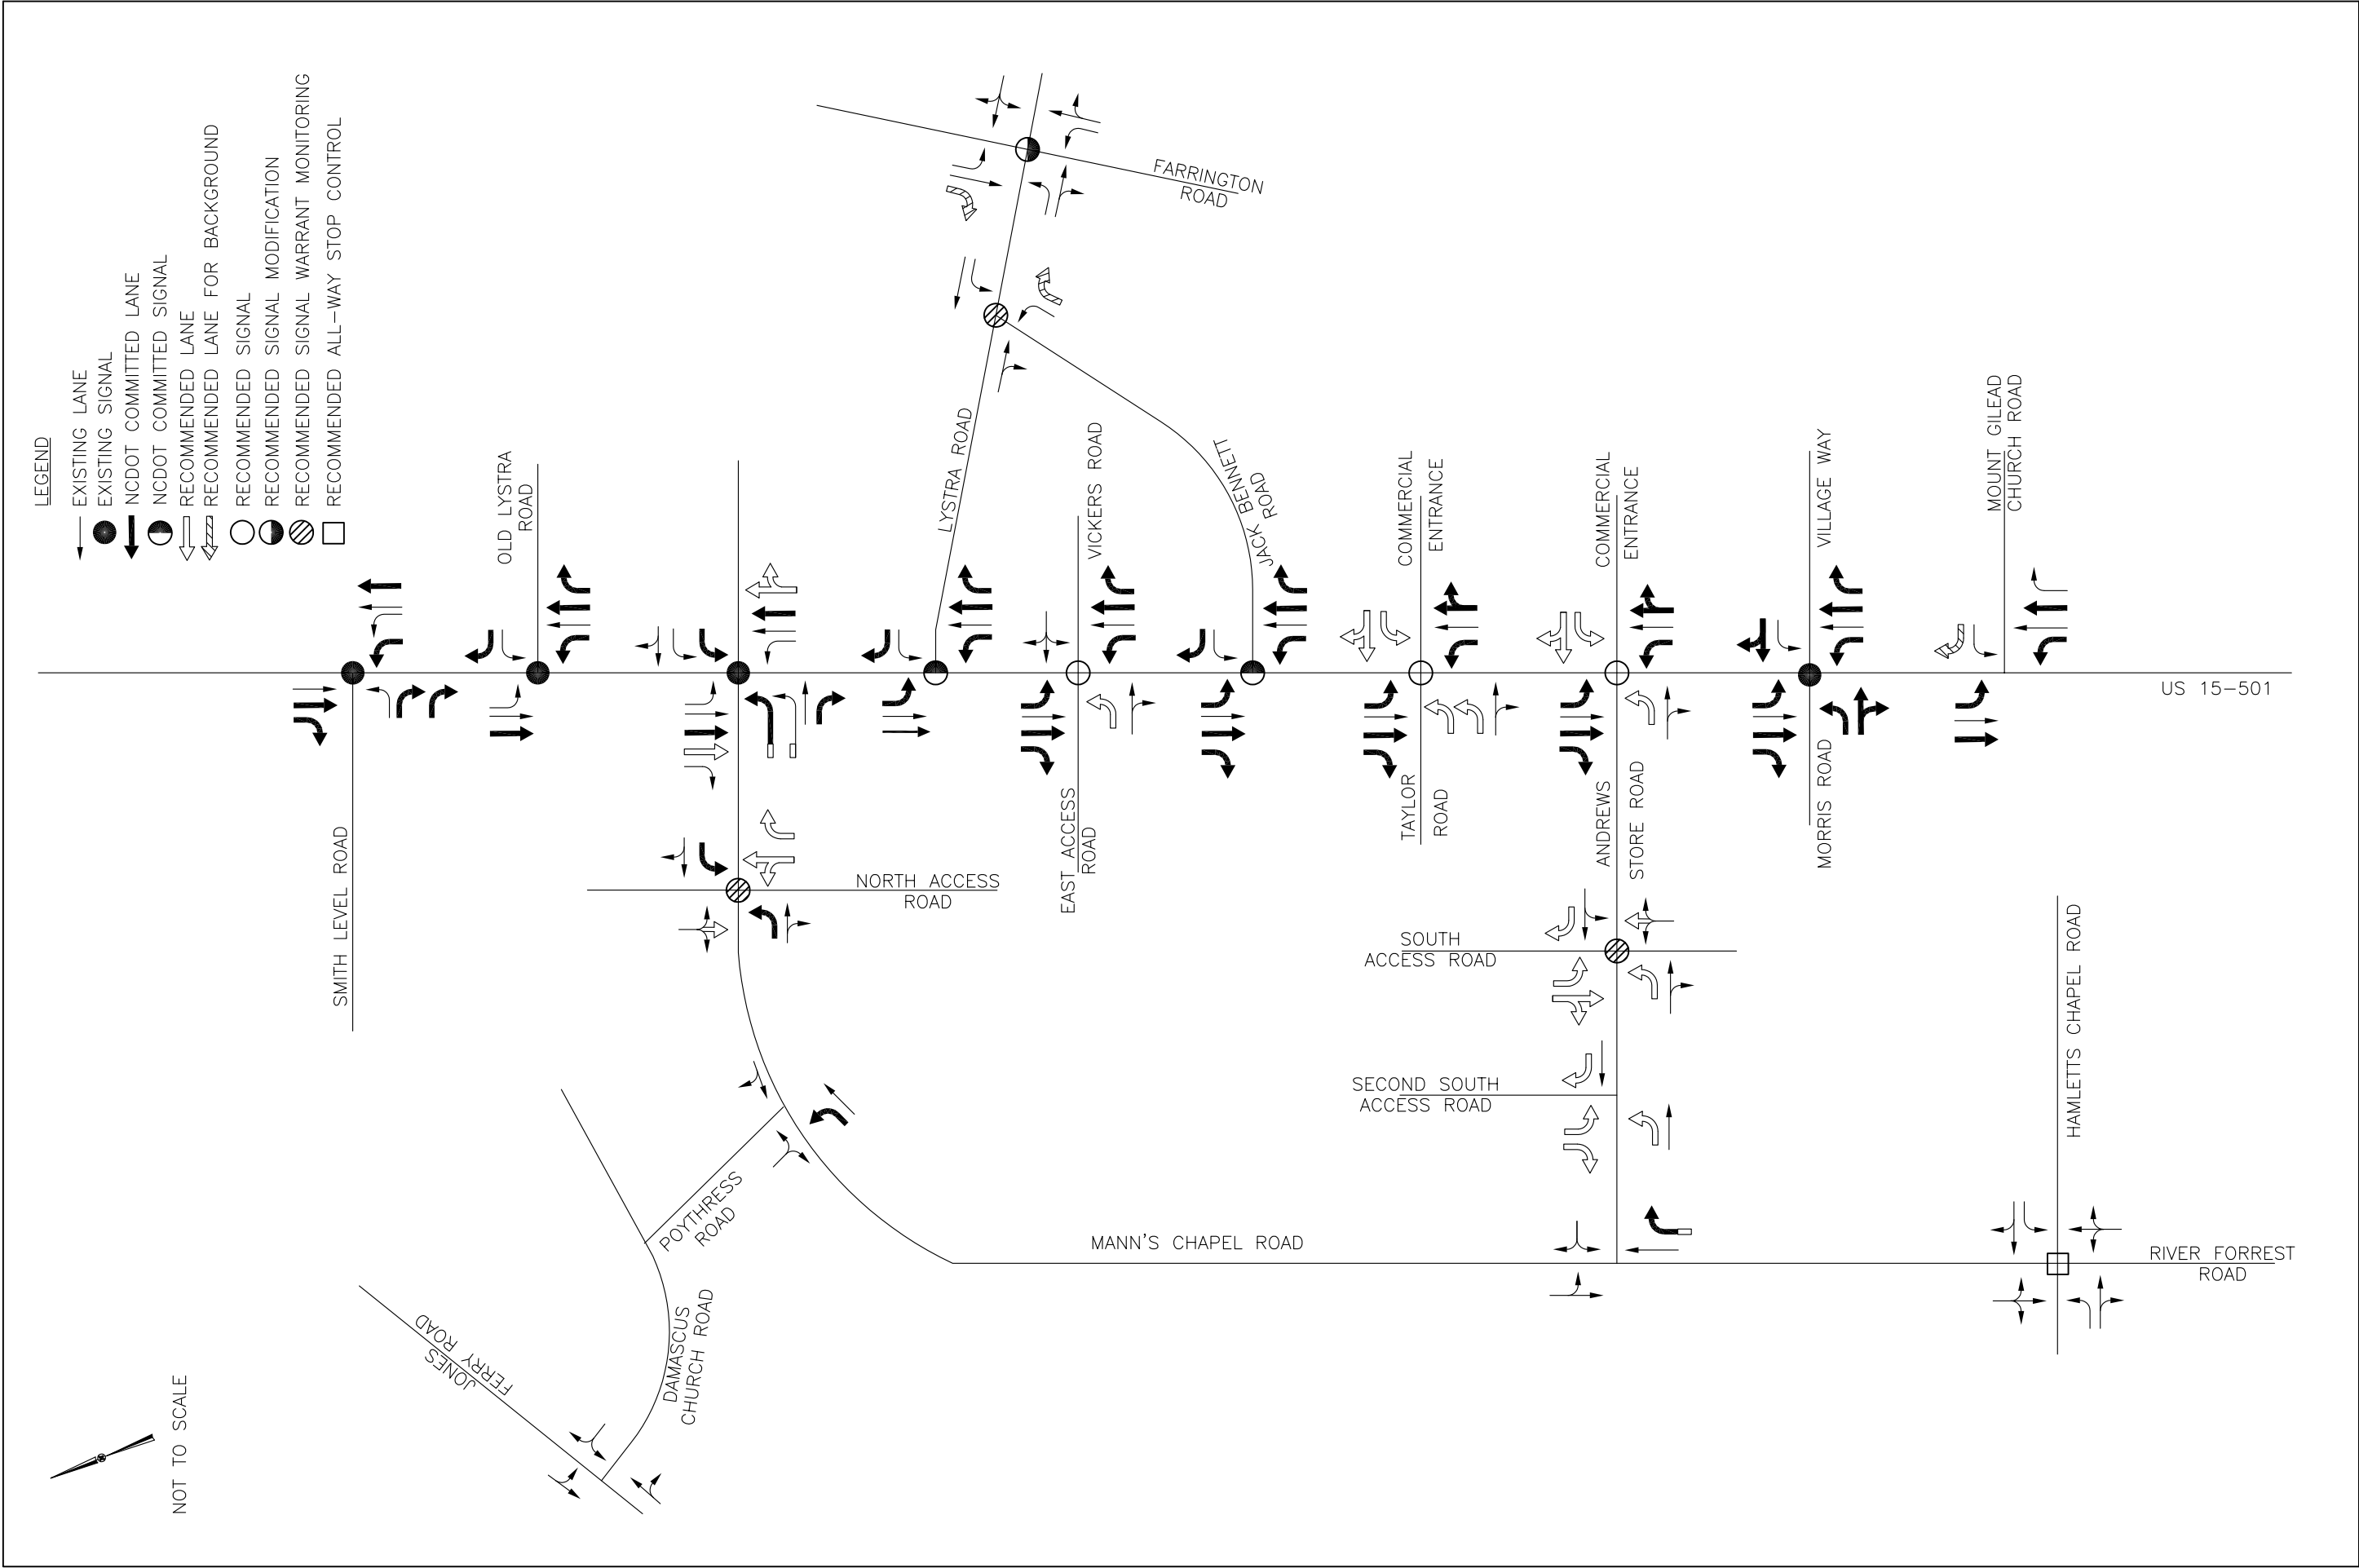 LEGEND
EXISTING LANE
EXISTING SIGNAL
NCDOT COMMITTED LANE
NCDOT COMMITTED SIGNAL
RECOMMENDED LANE
RECOMMENDED LANE FOR BACKGROUND
RECOMMENDED SIGNAL
RECOMMENDED SIGNAL MODIFICATION
RECOMMENDED SIGNAL WARRANT MONITORING
RECOMMENDED ALL-WAY STOP CONTROL
FARRINGTON
ROAD
OLD LYSTRA
ROAD
LYSTRA ROAD
VICKERS ROAD
JACK BENNETT
ROAD
COMMERCIAL
ENTRANCE
COMMERCIAL
ENTRANCE
VILLAGE WAY
MOUNT GILEAD
CHURCH ROAD
US 15-501
SMITH LEVEL ROAD
NORTH ACCESS
ROAD
EAST ACCESS
ROAD
TAYLOR
ROAD
ANDREWS
STORE ROAD
MORRIS ROAD
SOUTH
ACCESS ROAD
SECOND SOUTH
ACCESS ROAD
HAMLETTS CHAPEL ROAD
POYTHRESS
ROAD
MANN'S CHAPEL ROAD
RIVER FORREST
ROAD
JONES
FERRY ROAD
DAMASCUS
CHURCH ROAD
NOT TO SCALE